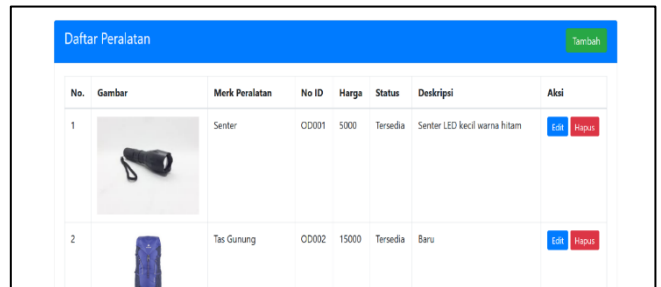 Daftar Peralatan Tambah
No. Gambar Merk Peralatan No ID Harga Status Deskripsi Aksi
1 Senter OD001 5000 Tersedia Senter LED kecil warna hitam Edit Hapus
2 Tas Gunung OD002 15000 Tersedia Baru Edit Hapus